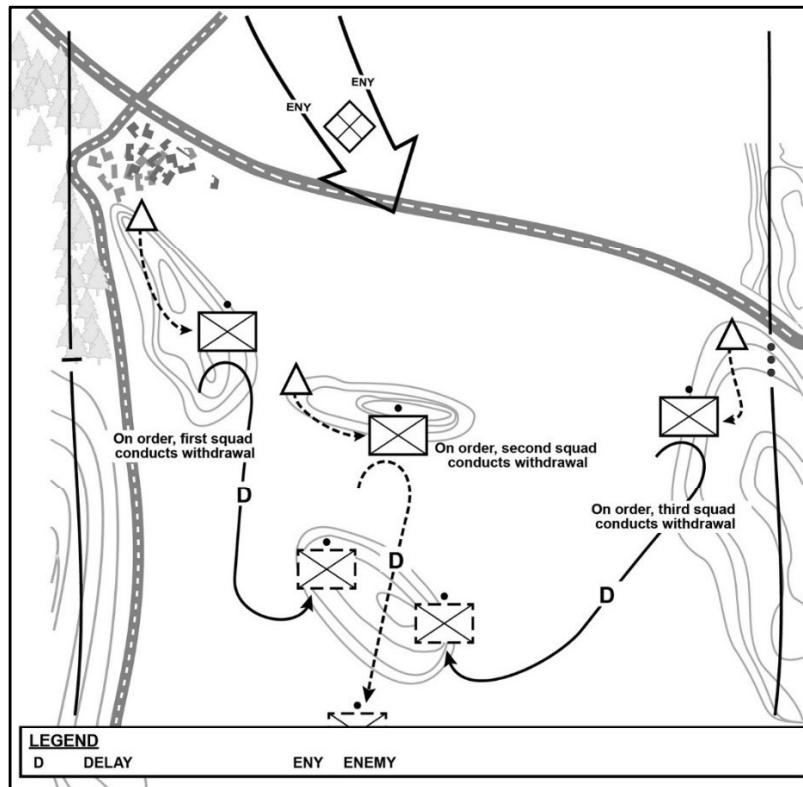 ENY
ENY
On order, first squad
conducts withdrawal
On order, second squad
conducts withdrawal
On order, third squad
conducts withdrawal
D
D
D
LEGEND
D DELAY ENY ENEMY